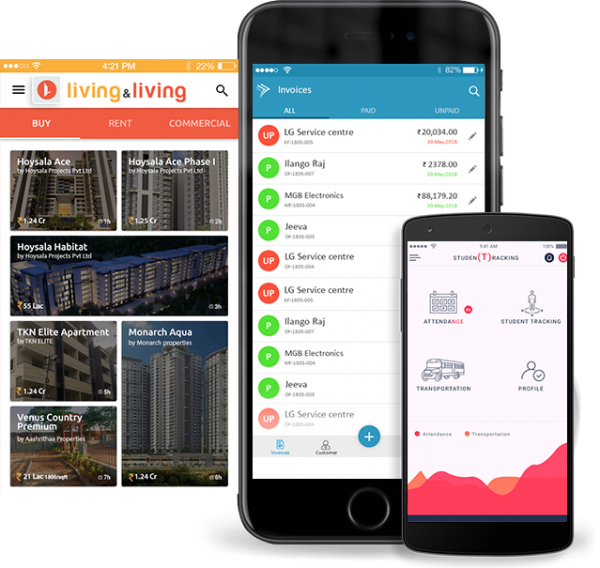 4:21 PM
22%
living & living
BUY
RENT
COMMERCIAL
Hoysala Ace
by Hoysala Projects Pvt Ltd
₹ 1.24 Cr
1h
Hoysala Ace Phase I
by Hoysala Projects Pvt Ltd
₹ 1.25 Cr
2h
Hoysala Habitat
by Hoysala Projects Pvt Ltd
₹ 55 Lac
3h
TKN Elite Apartment
by TKN ELITE
₹ 1.24 Cr
5h
Monarch Aqua
by Monarch properties
₹ 1.24 Cr
8h
Venus Country
Premium
by Aashrithaa Properties
₹ 21 Lac 1800/sqft
7h
82%
Invoices
ALL
PAID
UNPAID
UP LG Service centre ₹20,034.00
KP-1805-005 30-May-2018
P Ilango Raj ₹ 2378.00
OF-1805-007 30-May-2018
P MGB Electronics ₹88,179.20
MF-1805-004 30-May-2018
P Jeeva
OF-1805-005
UP LG Service centre
OF-1805-004
UP LG Service centre
KP-1805-005
P Ilango Raj
OF-1805-007
P MGB Electronics
MF-1805-004
P Jeeva
OF-1805-005
UP LG Service centre
OF-1805-004
Invoices
Customer
9:41 AM
100%
STUDEN(T)RACKING
ATTENDANCE
STUDENT TRACKING
TRANSPORTATION
PROFILE
Attendance
Transportation